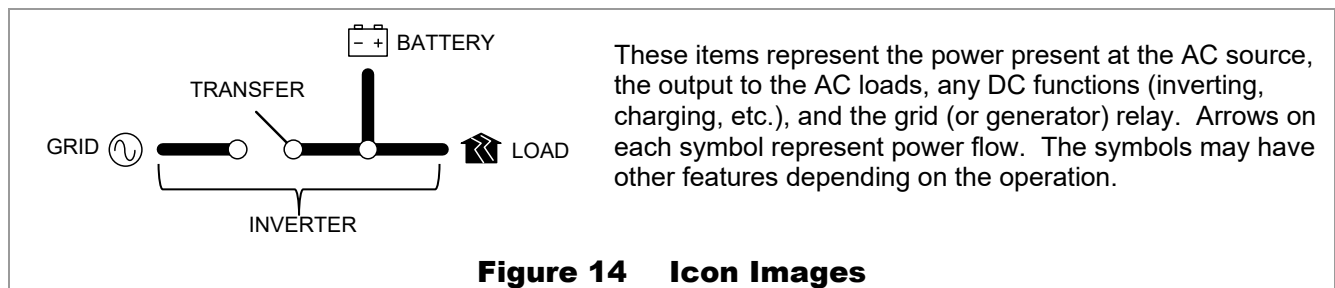 BATTERY
TRANSFER
GRID
LOAD
INVERTER
These items represent the power present at the AC source,
the output to the AC loads, any DC functions (inverting,
charging, etc.), and the grid (or generator) relay. Arrows on
each symbol represent power flow. The symbols may have
other features depending on the operation.
Figure 14 Icon Images